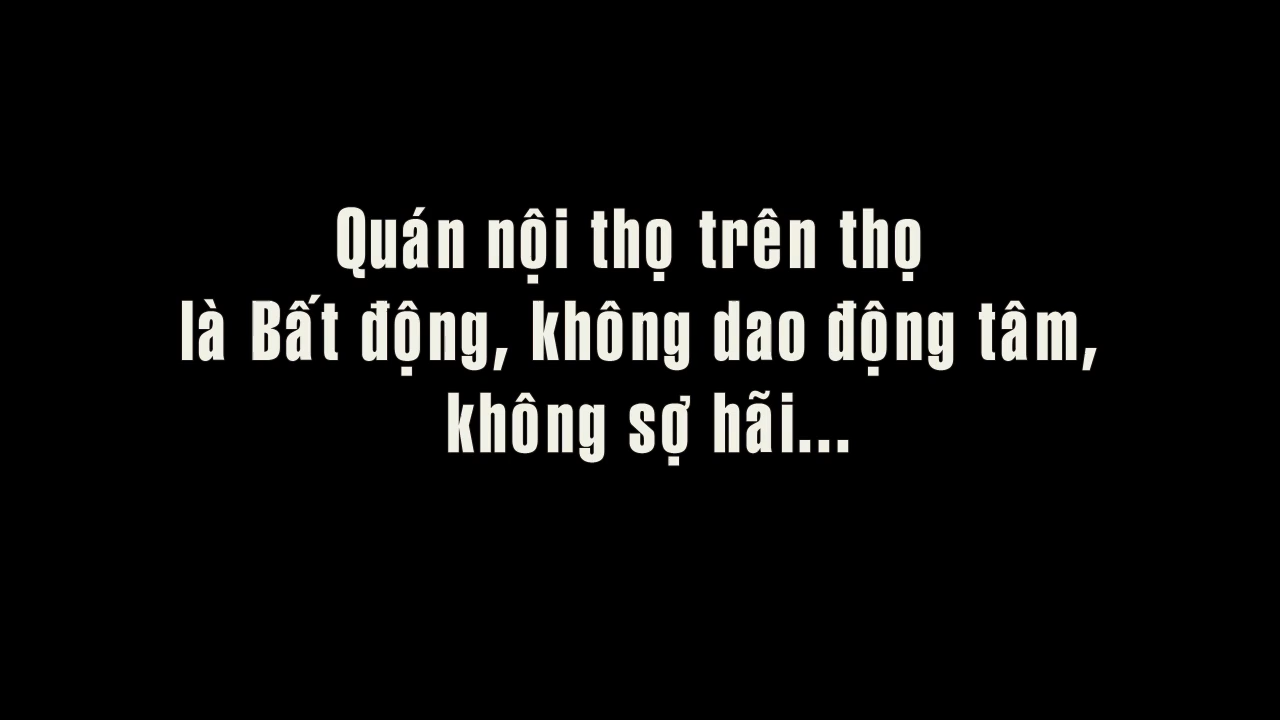 Quán nội thọ trên thọ
là Bất động, không dao động tâm,
không sợ hãi...